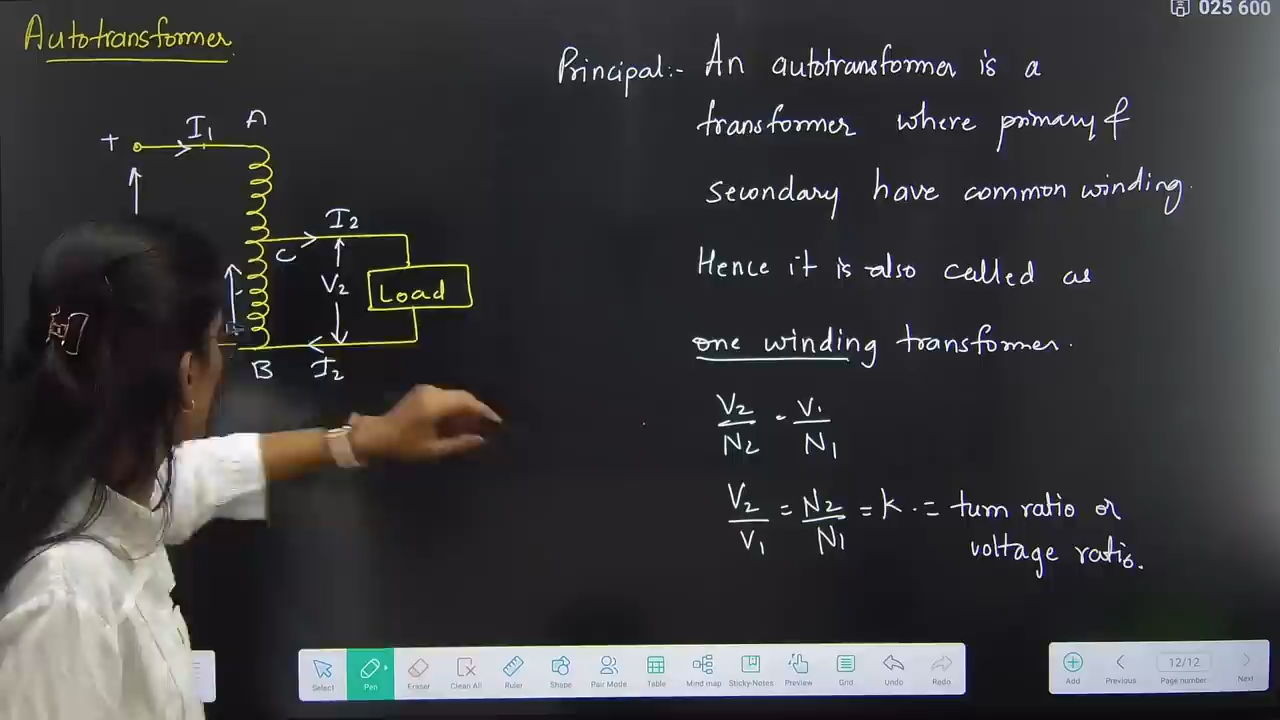 025 600
Autotransformer
Principal:- An autotransformer is a
transformer where primary &
secondary have common winding.
Hence it is also called as
one winding transformer.
V2/N2 = V1/N1
V2/V1 = N2/N1 = K. = turn ratio or
voltage ratio.
+ I1 A
I2
C
V2
Load
B I2
Select Pen Eraser Clean All Ruler Shape Pair Mode Table Mind map Sticky-Notes Preview Grid Undo Redo
Add Previous 12/12 Page number Next